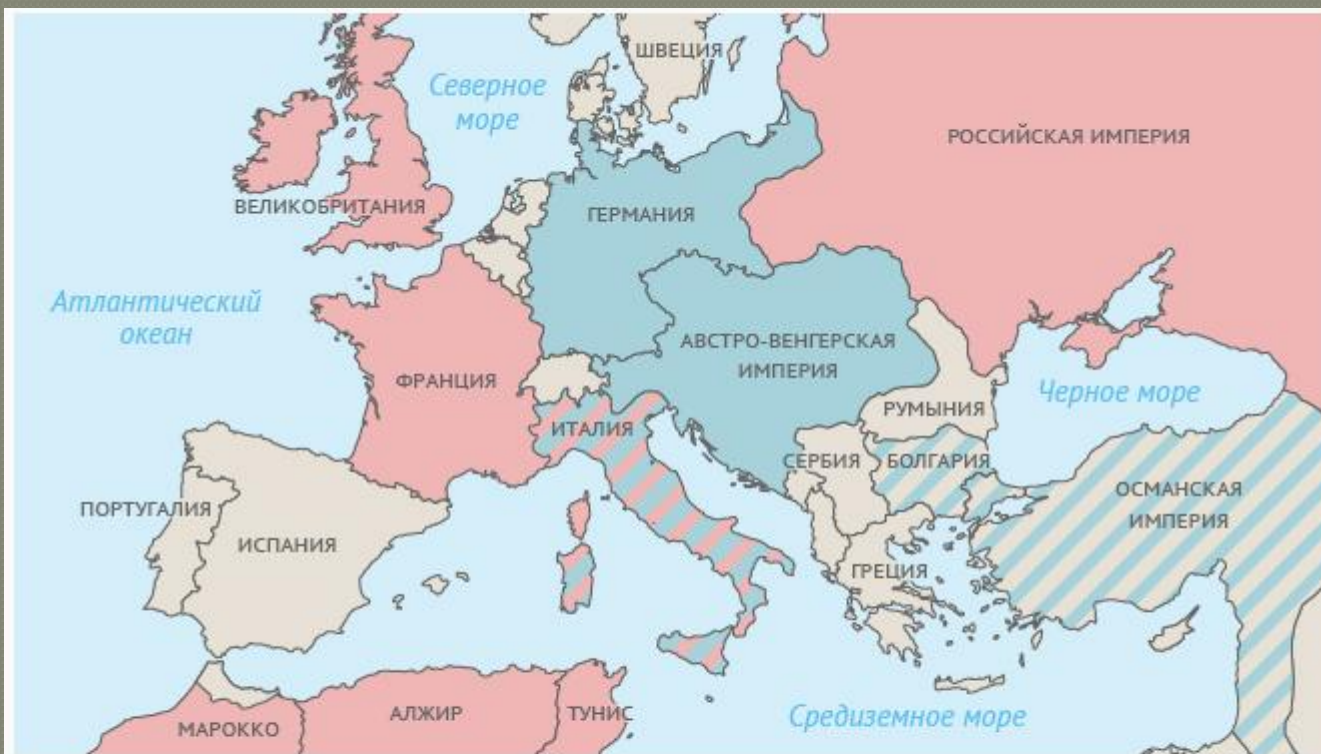 ШВЕЦИЯ
Северное
море
РОССИЙСКАЯ ИМПЕРИЯ
ВЕЛИКОБРИТАНИЯ
ГЕРМАНИЯ
Атлантический
океан
АВСТРО-ВЕНГЕРСКАЯ
ИМПЕРИЯ
ФРАНЦИЯ
Черное море
РУМЫНИЯ
ИТАЛИЯ
СЕРБИЯ
БОЛГАРИЯ
ОСМАНСКАЯ
ИМПЕРИЯ
ПОРТУГАЛИЯ
ИСПАНИЯ
ГРЕЦИЯ
МАРОККО
АЛЖИР
ТУНИС
Средиземное море